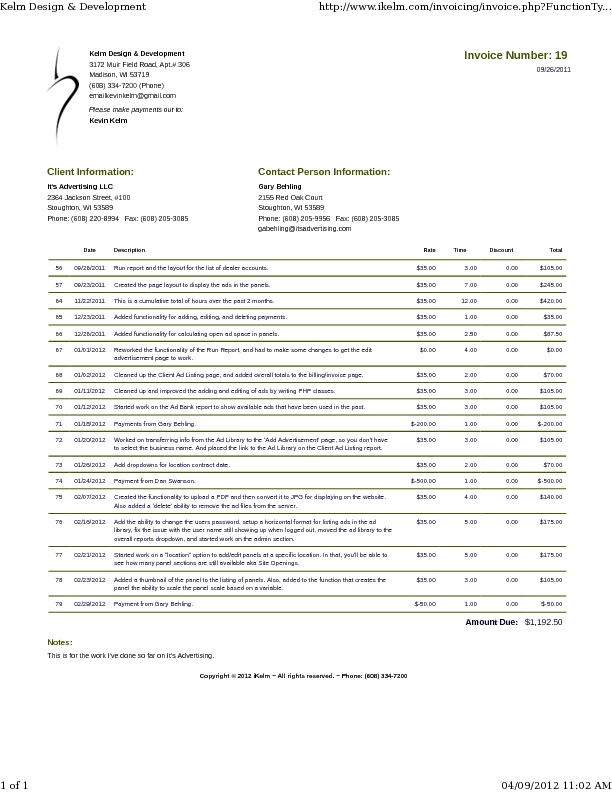 Kelm Design & Development http://www.ikelm.com/invoicing/invoice.php?FunctionTy...
Kelm Design & Development
3172 Muir Field Road, Apt.# 306
Madison, WI 53719
(608) 334-7200 (Phone)
emailkevinkelm@gmail.com
Please make payments out to:
Kevin Kelm
Invoice Number: 19
09/26/2011
Client Information:
It's Advertising LLC
2364 Jackson Street, #100
Stoughton, WI 53589
Phone: (608) 220-8994 Fax: (608) 205-3085
Contact Person Information:
Gary Behling
2155 Red Oak Court
Stoughton, WI 53589
Phone: (608) 205-9956 Fax: (608) 205-3085
gabehling@itsadvertising.com
Date Description Rate Time Discount Total
56 09/26/2011 Run report and the layout for the list of dealer accounts. $35.00 3.00 0.00 $105.00
57 09/23/2011 Created the page layout to display the ads in the panels. $35.00 7.00 0.00 $245.00
64 11/22/2011 This is a cumulative total of hours over the past 2 months. $35.00 12.00 0.00 $420.00
65 12/23/2011 Added functionality for adding, editing, and deleting payments. $35.00 1.00 0.00 $35.00
66 12/26/2011 Added functionality for calculating open ad space in panels. $35.00 2.50 0.00 $87.50
67 01/01/2012 Reworked the functionality of the Run Report, and had to make some changes to get the edit $0.00 4.00 0.00 $0.00
advertisement page to work.
68 01/02/2012 Cleaned up the Client Ad Listing page, and added overall totals to the billing/invoice page. $35.00 2.00 0.00 $70.00
69 01/11/2012 Cleaned up and improved the adding and editing of ads by writing PHP classes. $35.00 3.00 0.00 $105.00
70 01/12/2012 Started work on the Ad Bank report to show available ads that have been used in the past. $35.00 3.00 0.00 $105.00
71 01/18/2012 Payments from Gary Behling. $-200.00 1.00 0.00 $-200.00
72 01/20/2012 Worked on transferring info from the Ad Library to the 'Add Advertisement' page, so you don't have $35.00 3.00 0.00 $105.00
to select the business name. And placed the link to the Ad Library on the Client Ad Listing report.
73 01/26/2012 Add dropdowns for location contract date. $35.00 2.00 0.00 $70.00
74 01/24/2012 Payment from Dan Swanson. $-500.00 1.00 0.00 $-500.00
75 02/07/2012 Created the functionality to upload a PDF and then convert it to JPG for displaying on the website. $35.00 4.00 0.00 $140.00
Also added a 'delete' ability to remove the ad files from the server.
76 02/16/2012 Add the ability to change the users password, setup a horizontal format for listing ads in the ad $35.00 5.00 0.00 $175.00
library, fix the issue with the user name still showing up when logged out, moved the ad library to the
overall reports dropdown, and started work on the admin section.
77 02/21/2012 Started work on a "location" option to add/edit panels at a specific location. In that, you'll be able to $35.00 5.00 0.00 $175.00
see how many panel sections are still available aka Site Openings.
78 02/23/2012 Added a thumbnail of the panel to the listing of panels. Also, added to the function that creates the $35.00 3.00 0.00 $105.00
panel the ability to scale the panel scale based on a variable.
79 02/29/2012 Payment from Gary Behling. $-50.00 1.00 0.00 $-50.00
Amount Due: $1,192.50
Notes:
This is for the work I've done so far on It's Advertising.
Copyright © 2012 iKelm ~ All rights reserved. ~ Phone: (608) 334-7200
1 of 1 04/09/2012 11:02 AM